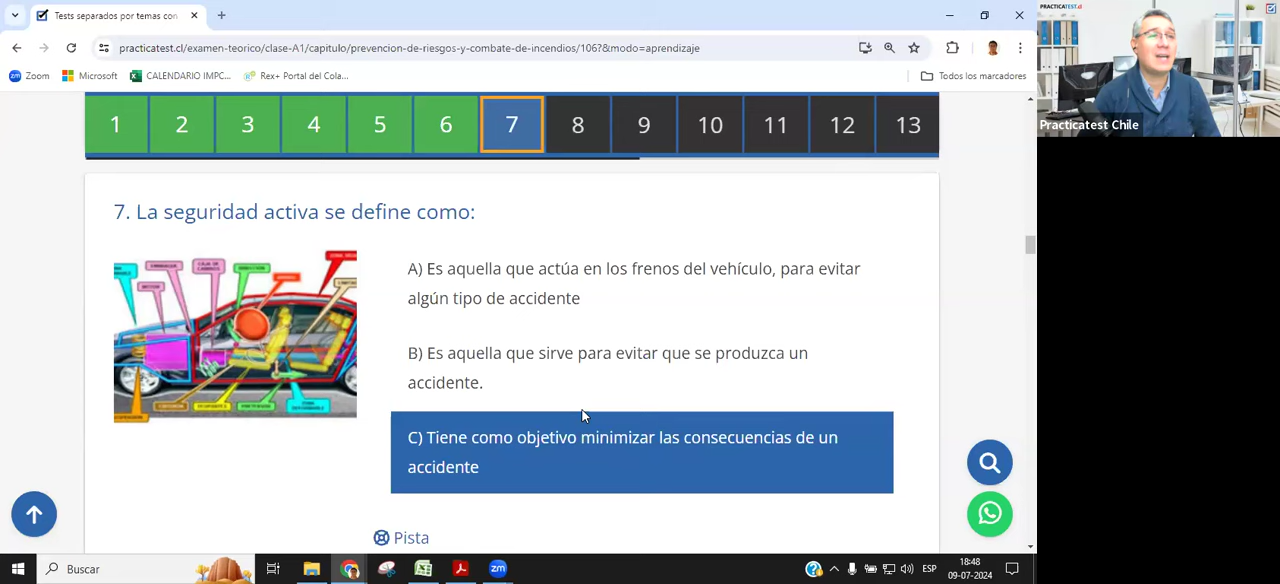 Tests separados por temas con
practicatest.cl/examen-teorico/clase-A1/capitulo/prevencion-de-riesgos-y-combate-de-incendios/106?&modo=aprendizaje
Zoom
Microsoft
CALENDARIO IMPC...
Rex+ Portal del Cola...
Todos los marcadores
PRACTICATEST.cl
Practicatest Chile
1 2 3 4 5 6 7 8 9 10 11 12 13
7. La seguridad activa se define como:
A) Es aquella que actúa en los frenos del vehículo, para evitar
algún tipo de accidente
B) Es aquella que sirve para evitar que se produzca un
accidente.
C) Tiene como objetivo minimizar las consecuencias de un
accidente
Pista
Buscar
ESP
18:48
09-07-2024